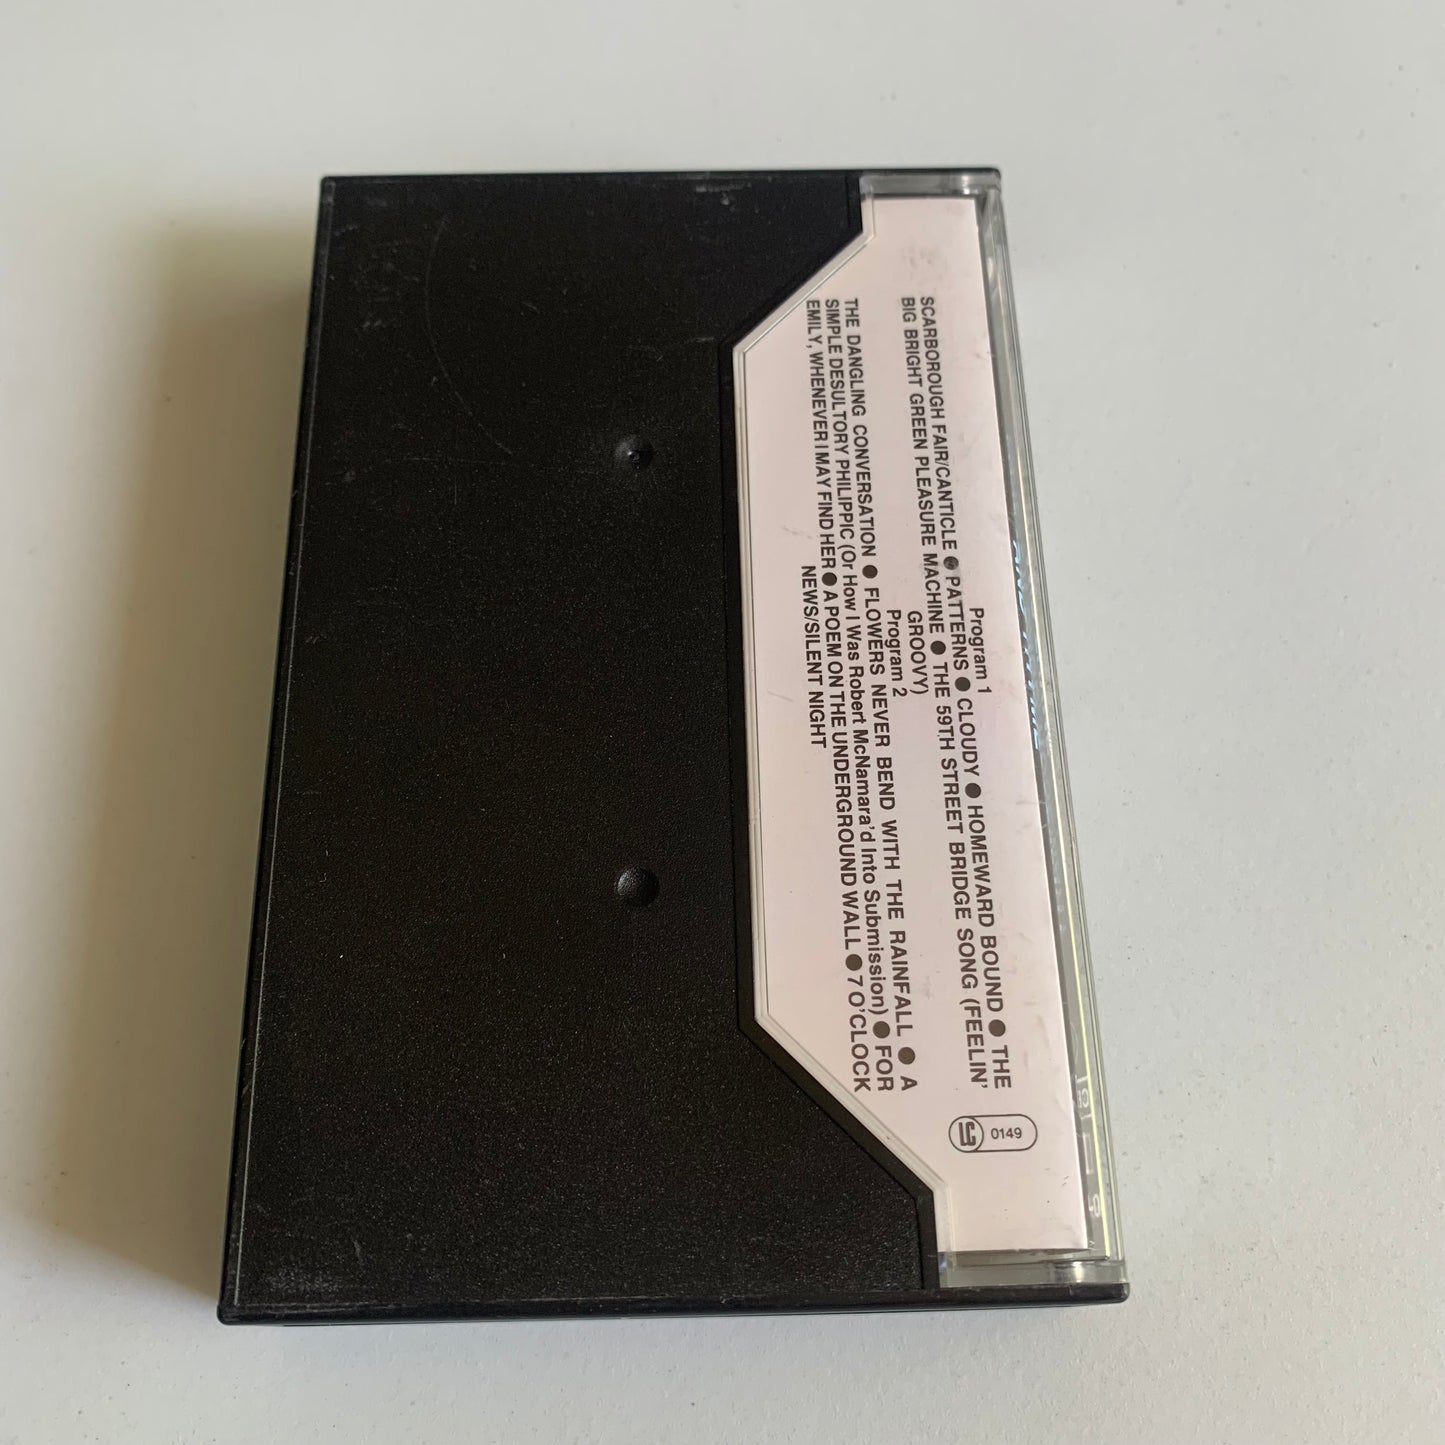 Program 1
SCARBOROUGH FAIR/CANTICLE ● PATTERNS ● CLOUDY ● HOMEWARD BOUND ● THE
BIG BRIGHT GREEN PLEASURE MACHINE ● THE 59TH STREET BRIDGE SONG (FEELIN'
GROOVY)
Program 2
THE DANGLING CONVERSATION ● FLOWERS NEVER BEND WITH THE RAINFALL ● A
SIMPLE DESULTORY PHILIPPIC (Or How I Was Robert McNamara'd Into Submission) ● FOR
EMILY, WHENEVER I MAY FIND HER ● A POEM ON THE UNDERGROUND WALL ● 7 O'CLOCK
NEWS/SILENT NIGHT
0149